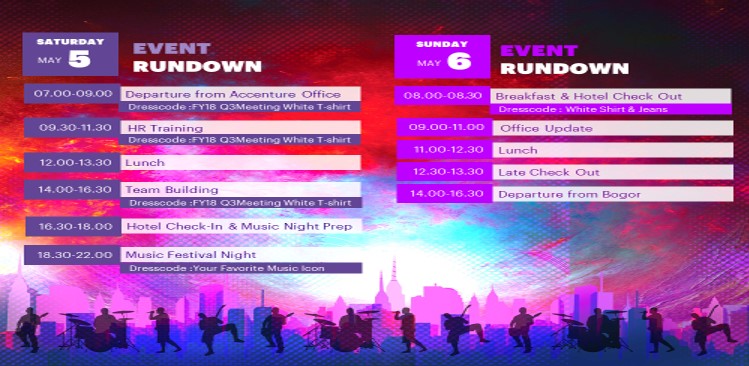 SATURDAY
MAY 5
EVENT
RUNDOWN
07.00-09.00 Departure from Accenture Office
Dresscode :FY18 Q3Meeting White T-shirt
09.30-11.30 HR Training
Dresscode :FY18 Q3Meeting White T-shirt
12.00-13.30 Lunch
14.00-16.30 Team Building
Dresscode :FY18 Q3Meeting White T-shirt
16.30-18.00 Hotel Check-In & Music Night Prep
18.30-22.00 Music Festival Night
Dresscode :Your Favorite Music Icon
SUNDAY
MAY 6
EVENT
RUNDOWN
08.00-08.30 Breakfast & Hotel Check Out
Dresscode : White Shirt & Jeans
09.00-11.00 Office Update
11.00-12.30 Lunch
12.30-13.30 Late Check Out
14.00-16.30 Departure from Bogor